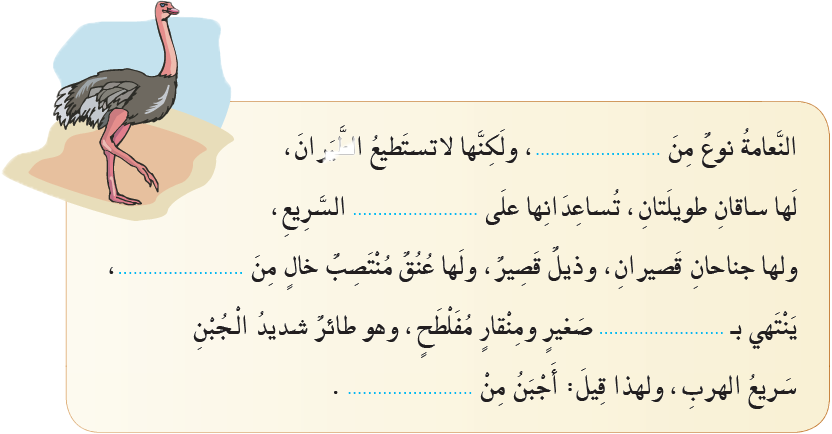 النَّعامةُ نوعٌ مِنَ ........................ ، ولَكِنَّها لاتستَطيعُ الطَّيَرانَ،
لَها ساقانِ طويلَتانِ، تُساعِدَانِها علَى ........................ السَّرِيعِ،
ولها جناحانِ قَصيرانِ، وذيلٌ قَصِيرٌ، ولَها عُنُقٌ مُنْتَصِبٌ خالٍ مِنَ ........................ ،
يَنْتَهي بـ ........................ صَغيرٍ ومِنْقارٍ مُفَلْطَحٍ، وهو طائرٌ شديدُ الْجُبْنِ
سَريعُ الهربِ، ولهذا قِيلَ: أَجْبَنُ مِنْ ........................ .